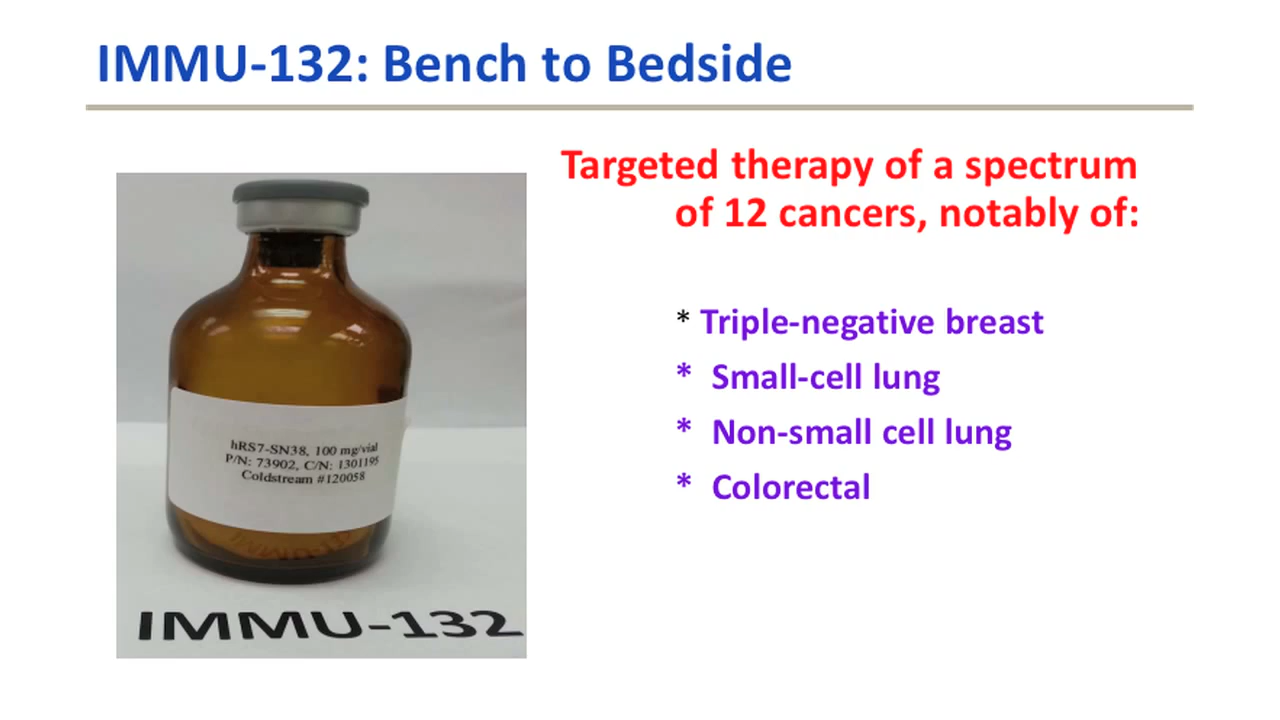 IMMU-132: Bench to Bedside
Targeted therapy of a spectrum
of 12 cancers, notably of:
* Triple-negative breast
* Small-cell lung
* Non-small cell lung
* Colorectal
hRS7-SN38, 100 mg/vial
P/N: 73902, C/N: 1301195
Coldstream #120058
IMMU-132